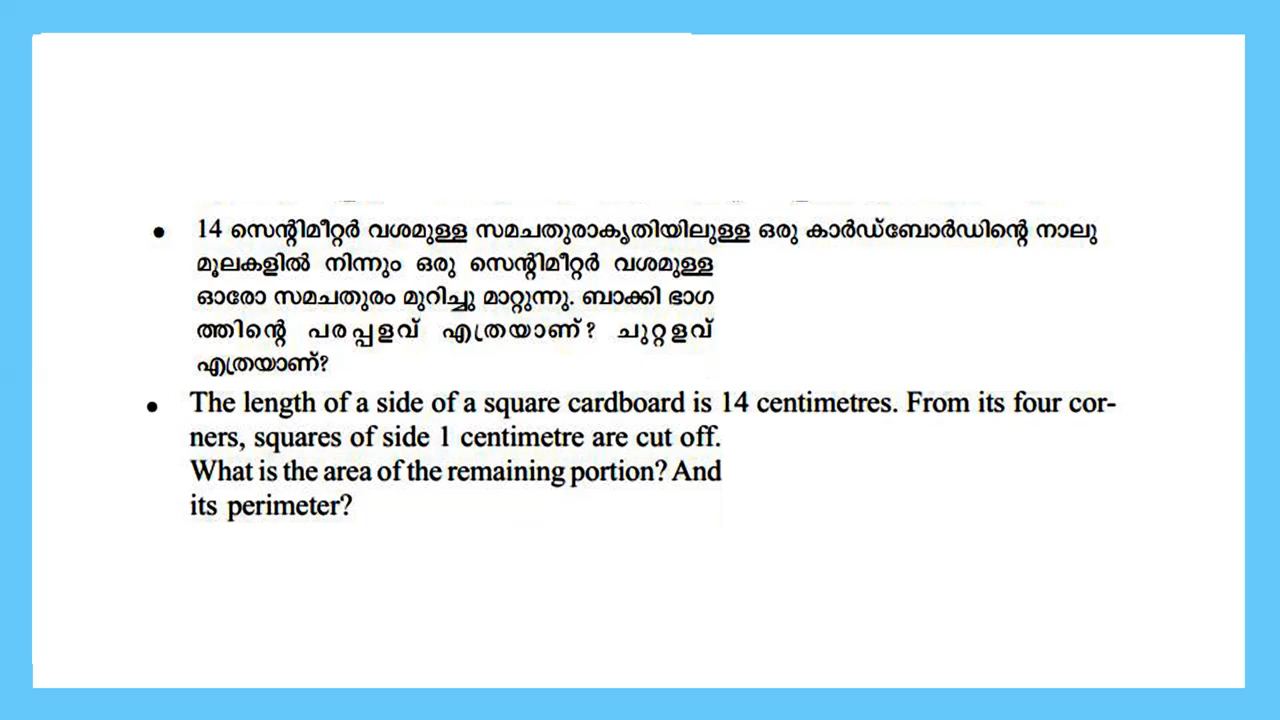 • 14 സെന്റിമീറ്റർ വശമുള്ള സമചതുരാകൃതിയിലുള്ള ഒരു കാർഡ്ബോർഡിന്റെ നാലു
മൂലകളിൽ നിന്നും ഒരു സെന്റിമീറ്റർ വശമുള്ള
ഓരോ സമചതുരം മുറിച്ചു മാറ്റുന്നു. ബാക്കി ഭാഗ
ത്തിന്റെ പരപ്പളവ് എത്രയാണ്? ചുറ്റളവ്
എത്രയാണ്?
• The length of a side of a square cardboard is 14 centimetres. From its four cor-
ners, squares of side 1 centimetre are cut off.
What is the area of the remaining portion? And
its perimeter?